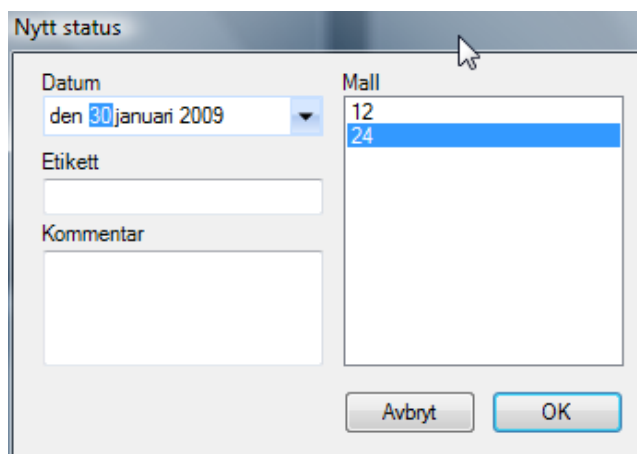 Nytt status
Datum
den 30 januari 2009
Etikett
Kommentar
Mall
12
24
Avbryt
OK